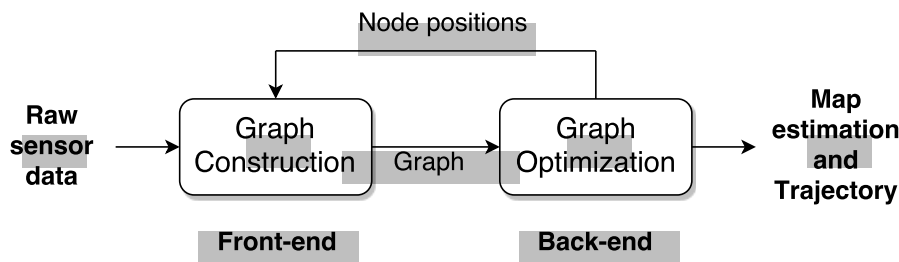 Node positions
Raw
sensor
data
Graph
Construction
Graph
Graph
Optimization
Map
estimation
and
Trajectory
Front-end
Back-end